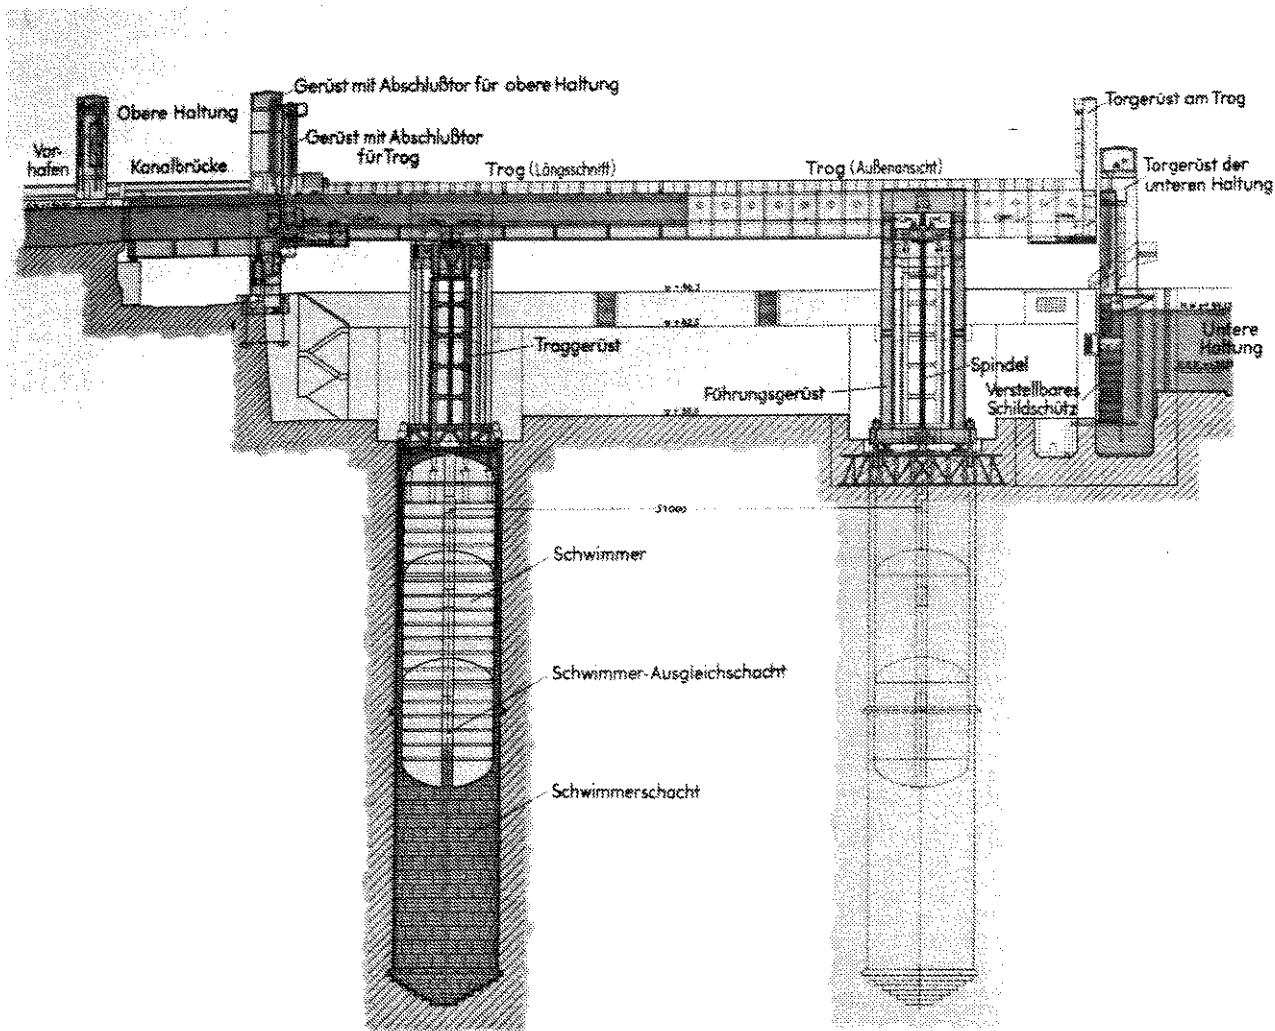 Gerüst mit Abschlußtor für obere Haltung
Obere Haltung
Torgerüst am Trog
Gerüst mit Abschlußtor
für Trog
Vor-
hafen
Kanalbrücke
Trog (Längsschnitt)
Trog (Außenansicht)
Torgerüst der
unteren Haltung
Traggerüst
Untere
Haltung
Spindel
Führungsgerüst
Verstellbares
Schildschütz
Schwimmer
Schwimmer-Ausgleichschacht
Schwimmerschacht